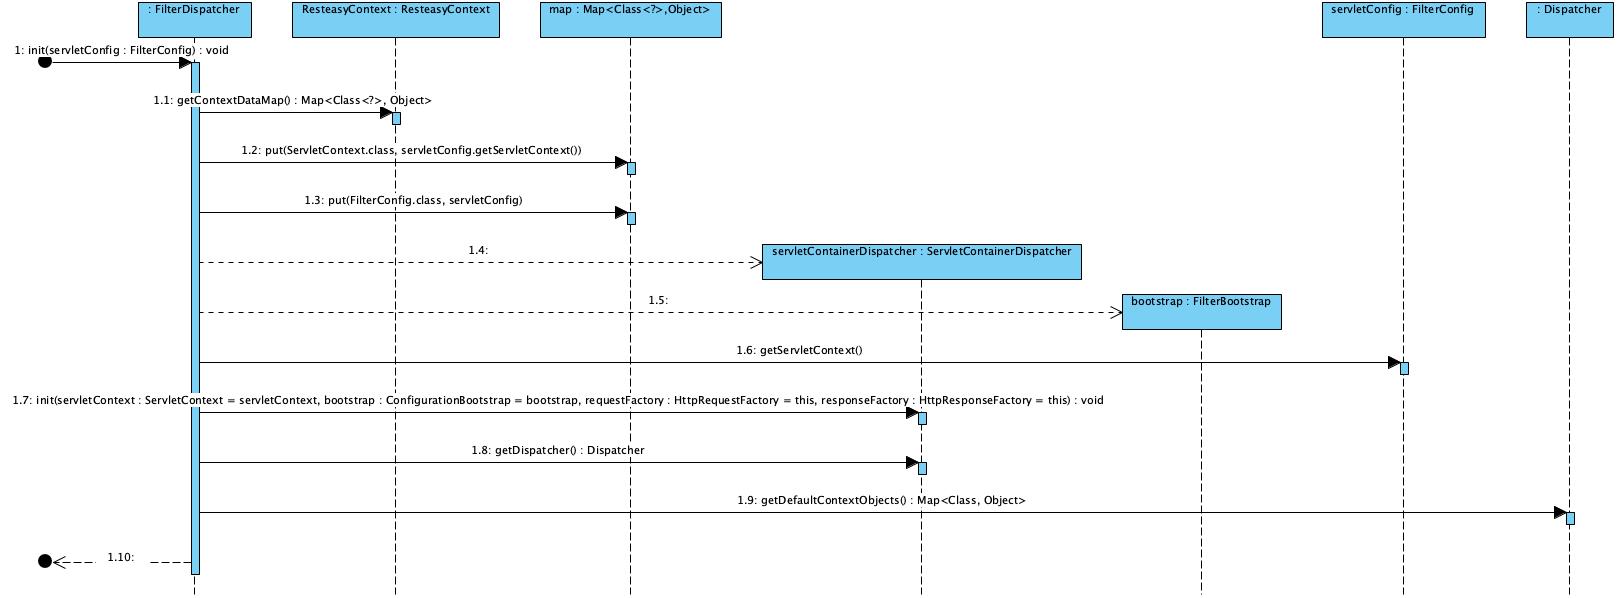 : FilterDispatcher
ResteasyContext : ResteasyContext
map : Map<Class<?>,Object>
servletConfig : FilterConfig
: Dispatcher
1: init(servletConfig : FilterConfig) : void
1.1: getContextDataMap() : Map<Class<?>, Object>
1.2: put(ServletContext.class, servletConfig.getServletContext())
1.3: put(FilterConfig.class, servletConfig)
1.4:
servletContainerDispatcher : ServletContainerDispatcher
1.5:
bootstrap : FilterBootstrap
1.6: getServletContext()
1.7: init(servletContext : ServletContext = servletContext, bootstrap : ConfigurationBootstrap = bootstrap, requestFactory : HttpRequestFactory = this, responseFactory : HttpResponseFactory = this) : void
1.8: getDispatcher() : Dispatcher
1.9: getDefaultContextObjects() : Map<Class, Object>
1.10: